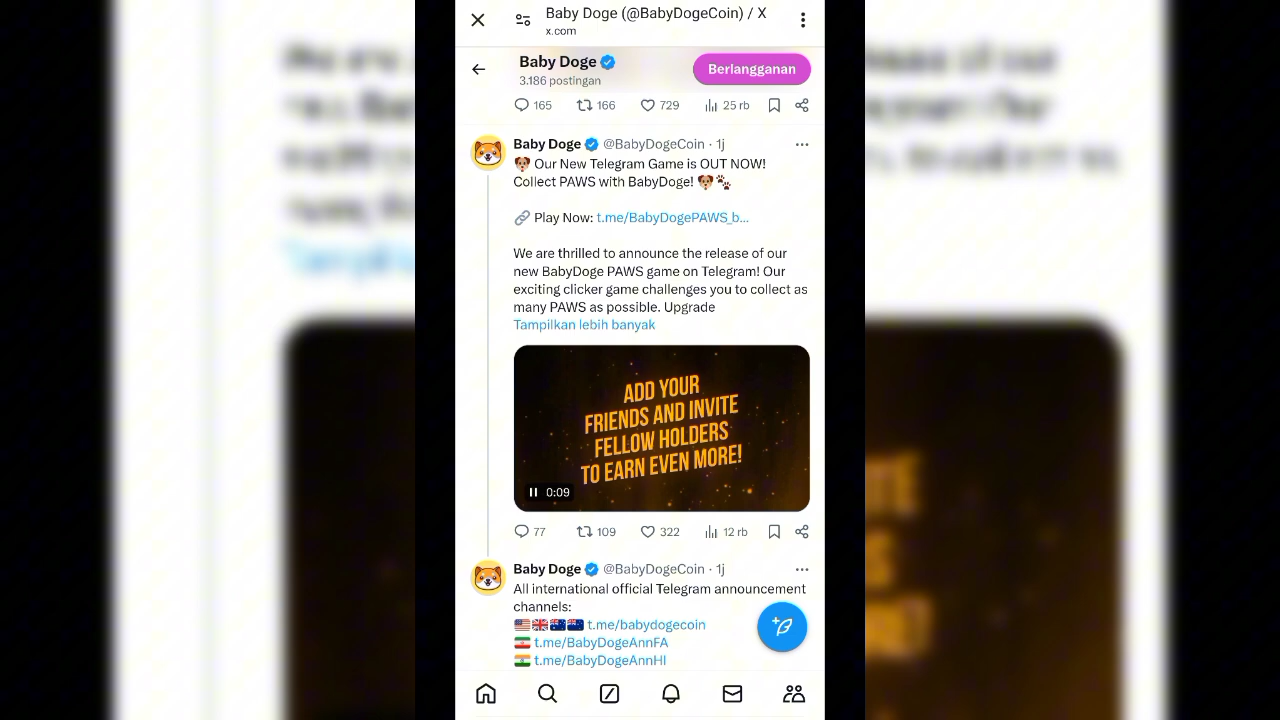 Baby Doge (@BabyDogeCoin) / X
x.com
Baby Doge
3.186 postingan
Berlangganan
165 166 729 25 rb
Baby Doge @BabyDogeCoin · 1j
🐶 Our New Telegram Game is OUT NOW!
Collect PAWS with BabyDoge! 🐶🐾
🔗 Play Now: t.me/BabyDogePAWS_b...
We are thrilled to announce the release of our
new BabyDoge PAWS game on Telegram! Our
exciting clicker game challenges you to collect as
many PAWS as possible. Upgrade
Tampilkan lebih banyak
ADD YOUR
FRIENDS AND INVITE
FELLOW HOLDERS
TO EARN EVEN MORE!
0:09
77 109 322 12 rb
Baby Doge @BabyDogeCoin · 1j
All international official Telegram announcement
channels:
🇺🇸🇬🇧🇦🇺🇳🇿 t.me/babydogecoin
🇮🇷 t.me/BabyDogeAnnFA
🇮🇳 t.me/BabyDogeAnnHI